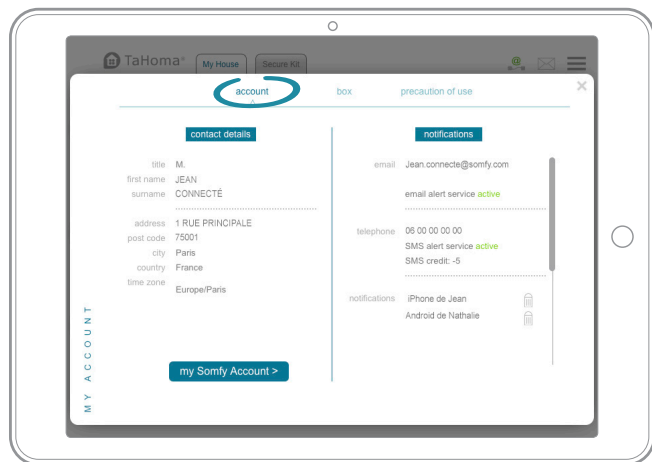 TaHoma®
My House
Secure Kit
@
account
box
precaution of use
×
contact details
title M.
first name JEAN
surname CONNECTÉ
address 1 RUE PRINCIPALE
post code 75001
city Paris
country France
time zone Europe/Paris
my Somfy Account >
notifications
email Jean.connecte@somfy.com
email alert service active
telephone 06 00 00 00 00
SMS alert service active
SMS credit: -5
notifications iPhone de Jean
Android de Nathalie
MY ACCOUNT